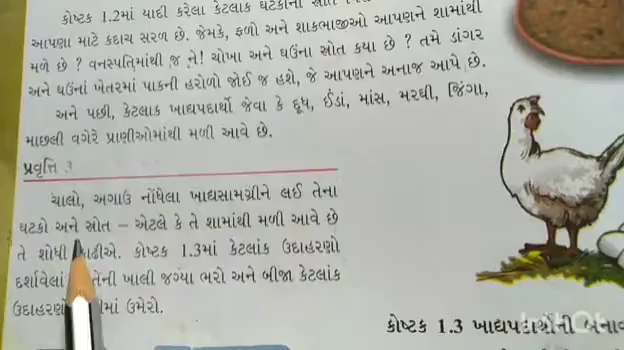 કોષ્ટક 1.2માં યાદી કરેલા કેટલાક ઘટકોના સ્રોત
આપણા માટે કદાચ સરળ છે. જેમકે, ફળો અને શાકભાજીઓ આપણને શામાંથી
મળે છે ? વનસ્પતિમાંથી જ ને! ચોખા અને ઘઉંના સ્રોત કયા છે ? તમે ડાંગર
અને ઘઉંનાં ખેતરમાં પાકની હરોળો જોઈ જ હશે, જે આપણને અનાજ આપે છે.
અને પછી, કેટલાક ખાદ્યપદાર્થો જેવા કે દૂધ, ઈંડાં, માંસ, મરઘી, જિંગા,
માછલી વગેરે પ્રાણીઓમાંથી મળી આવે છે.
પ્રવૃત્તિ 3
ચાલો, અગાઉ નોંધેલા ખાદ્યસામગ્રીને લઈ તેના
ઘટકો અને સ્રોત – એટલે કે તે શામાંથી મળી આવે છે
તે શોધી કાઢીએ. કોષ્ટક 1.3માં કેટલાંક ઉદાહરણો
દર્શાવેલાં તેની ખાલી જગ્યા ભરો અને બીજા કેટલાંક
ઉદાહરણ ઉમેરો.
કોષ્ટક 1.3 ખાદ્યપદાર્થોની બનાવ